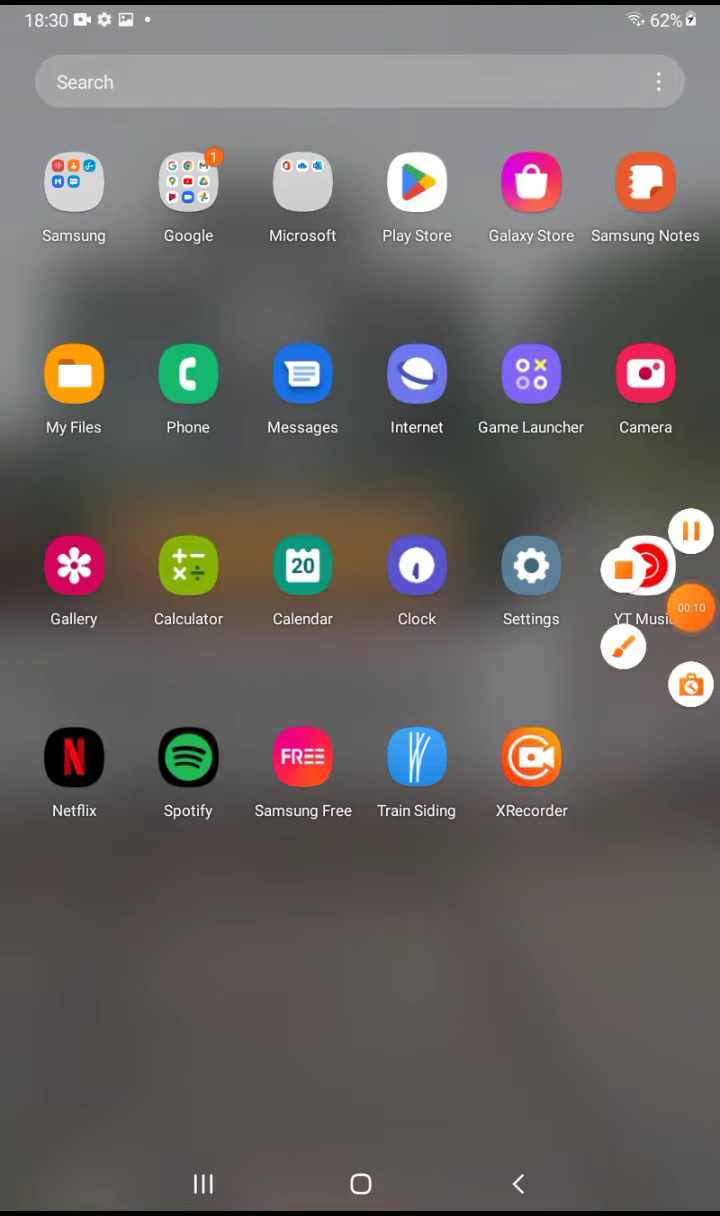 18:30 62%
Search
1
Samsung Google Microsoft Play Store Galaxy Store Samsung Notes
My Files Phone Messages Internet Game Launcher Camera
20
00:10
Gallery Calculator Calendar Clock Settings YT Music
N FREE
Netflix Spotify Samsung Free Train Siding XRecorder